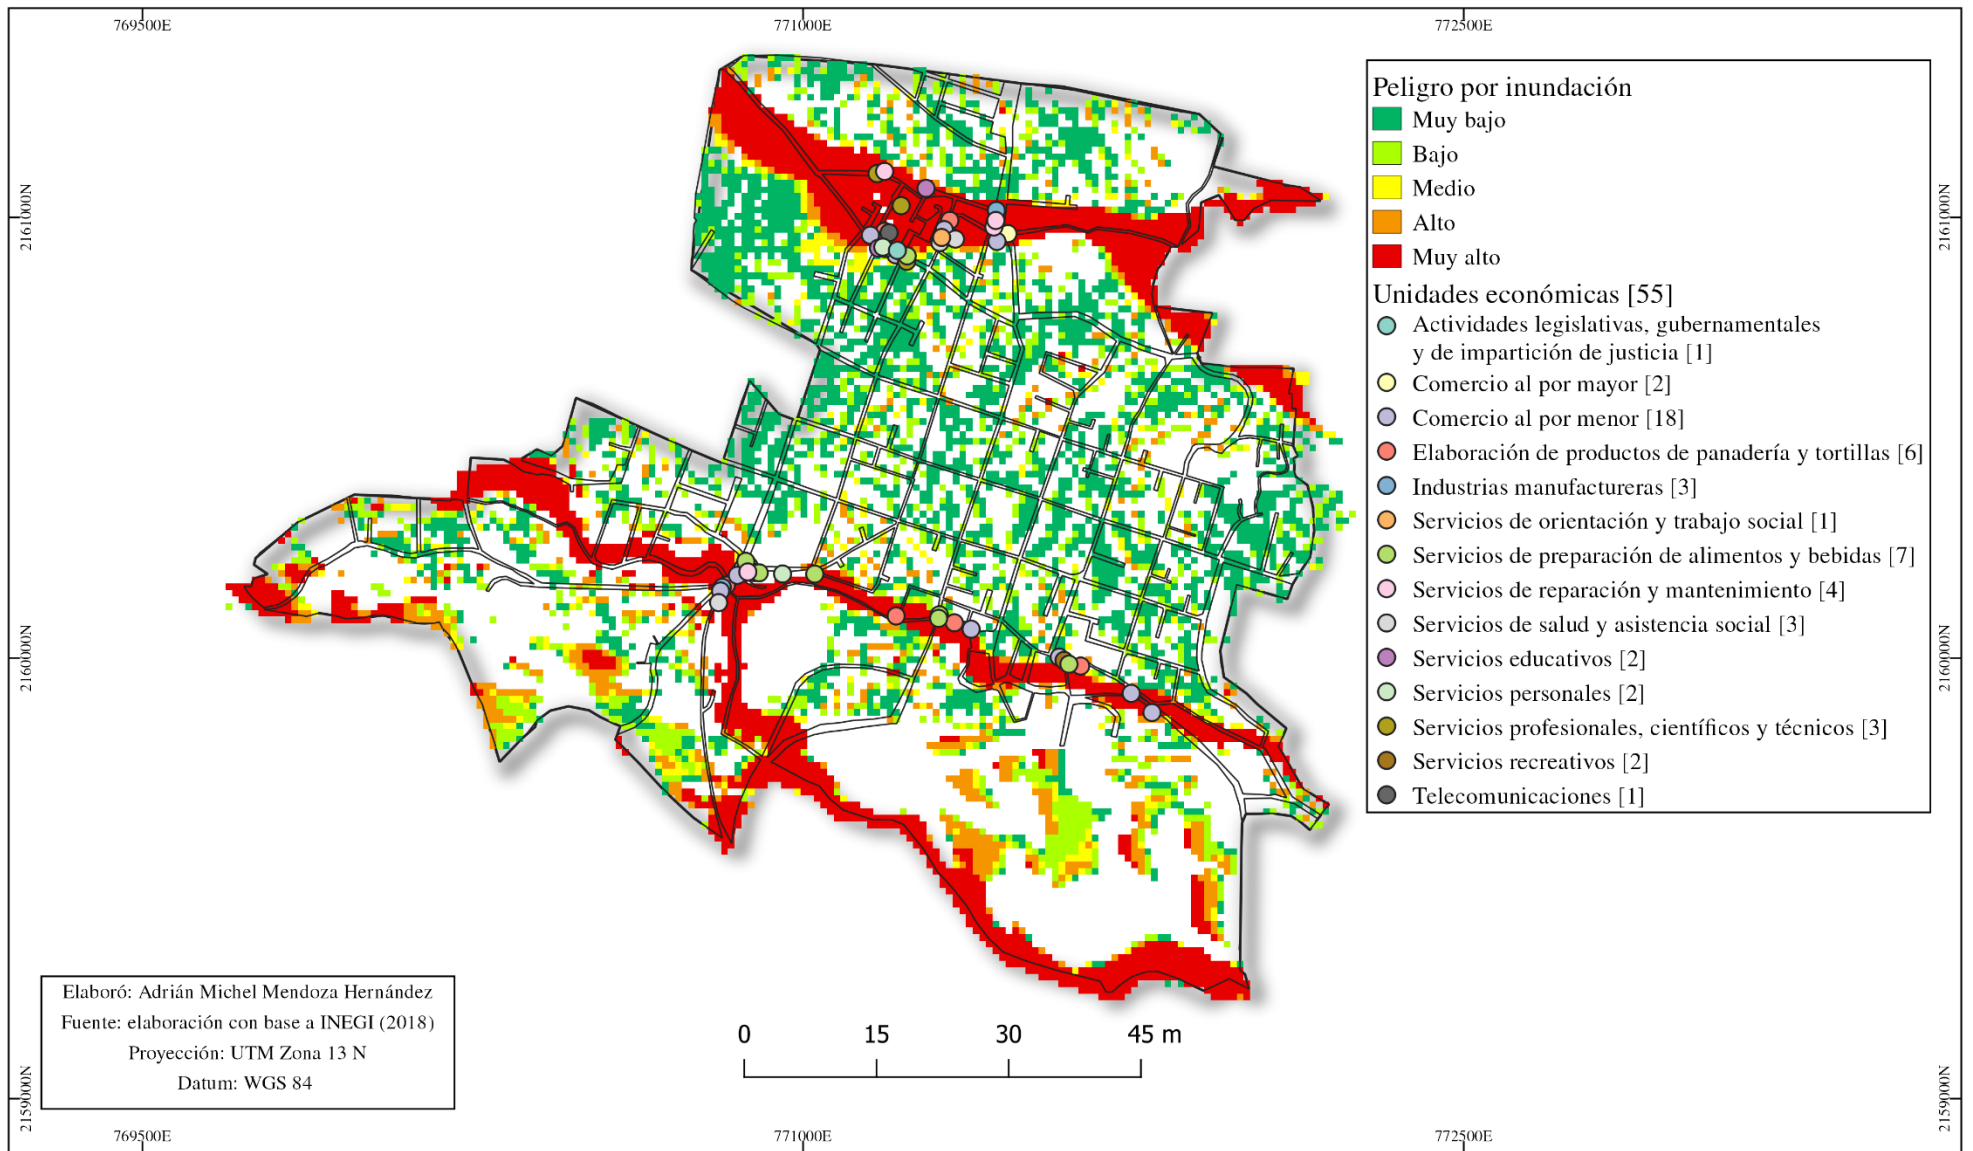 769500E
771000E
772500E
2161000N
2161000N
2160000N
2160000N
2159000N
2159000N
Peligro por inundación
Muy bajo
Bajo
Medio
Alto
Muy alto
Unidades económicas [55]
Actividades legislativas, gubernamentales
y de impartición de justicia [1]
Comercio al por mayor [2]
Comercio al por menor [18]
Elaboración de productos de panadería y tortillas [6]
Industrias manufactureras [3]
Servicios de orientación y trabajo social [1]
Servicios de preparación de alimentos y bebidas [7]
Servicios de reparación y mantenimiento [4]
Servicios de salud y asistencia social [3]
Servicios educativos [2]
Servicios personales [2]
Servicios profesionales, científicos y técnicos [3]
Servicios recreativos [2]
Telecomunicaciones [1]
Elaboró: Adrián Michel Mendoza Hernández
Fuente: elaboración con base a INEGI (2018)
Proyección: UTM Zona 13 N
Datum: WGS 84
0 15 30 45 m
769500E
771000E
772500E